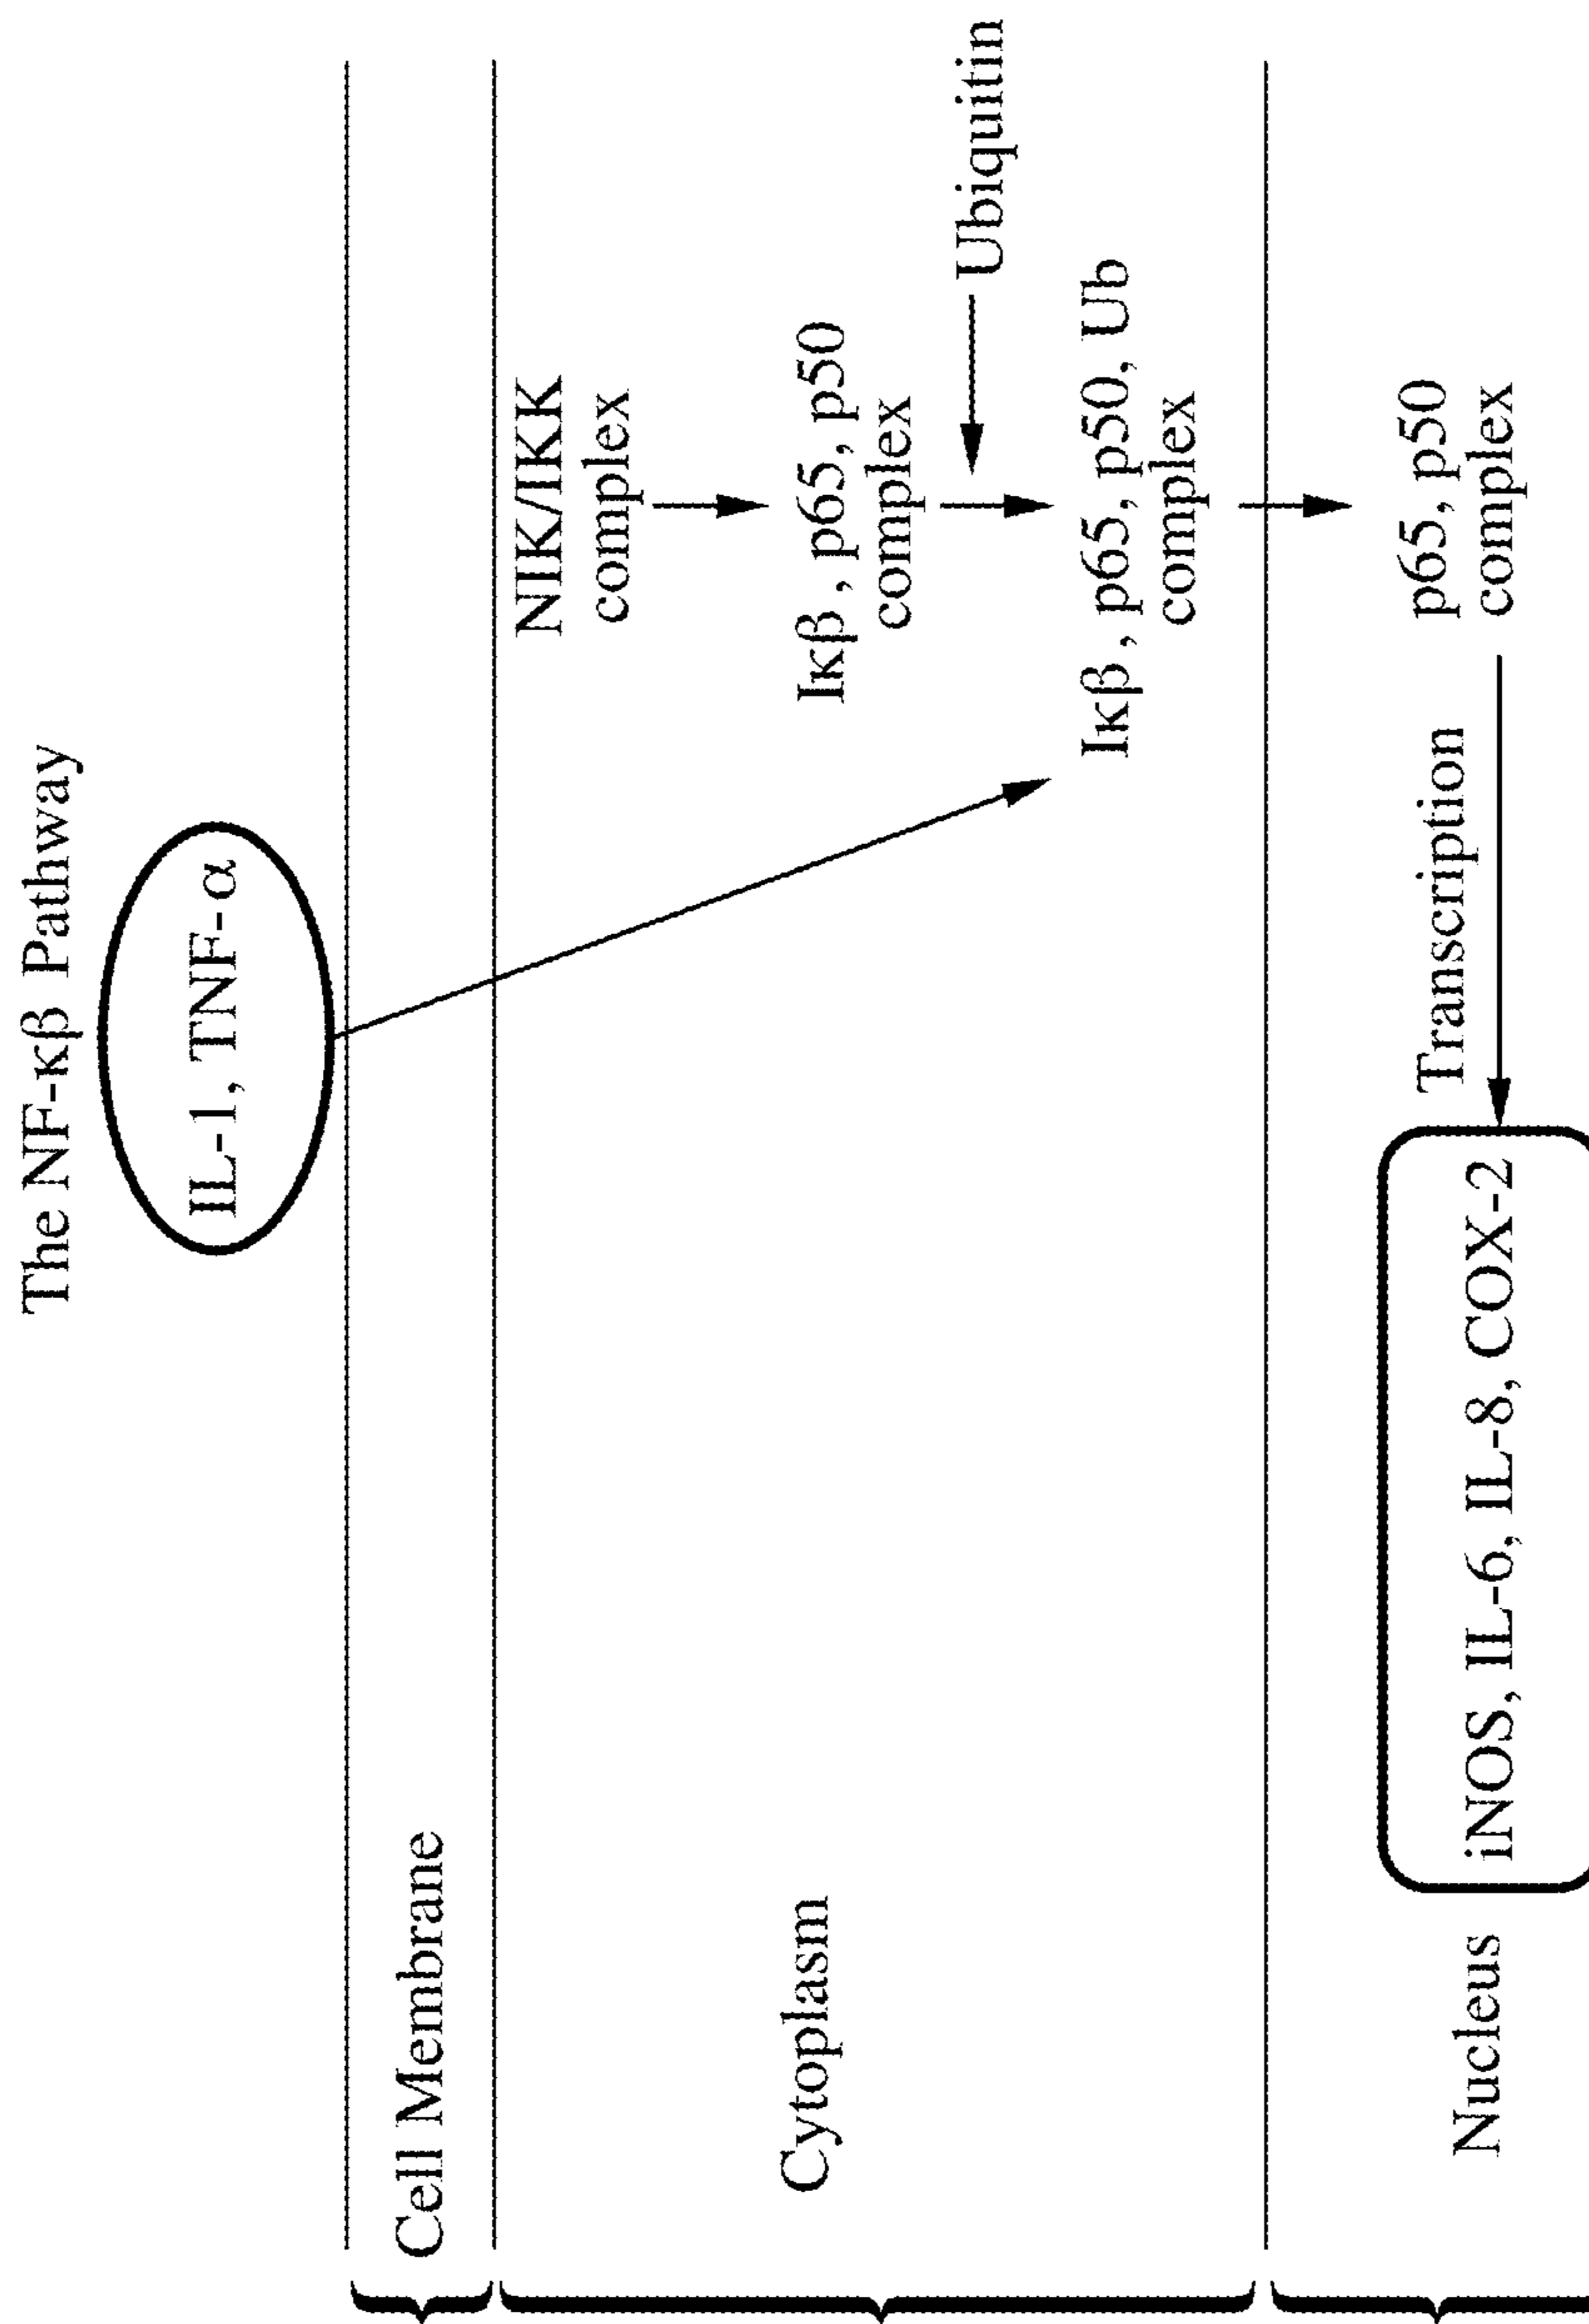 The NF-κβ Pathway
IL-1, TNF-α
Cell Membrane
NIK/IKK
complex
Cytoplasm
Iκβ, p65, p50
complex
Ubiquitin
Iκβ, p65, p50, Ub
complex
Nucleus
iNOS, IL-6, IL-8, COX-2
Transcription
p65, p50
complex